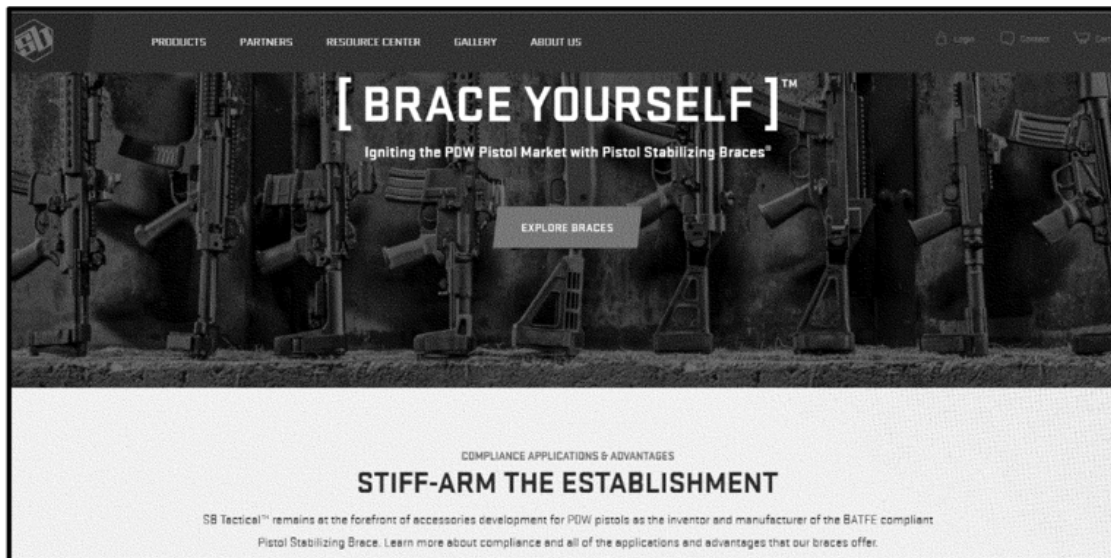 SB
PRODUCTS PARTNERS RESOURCE CENTER GALLERY ABOUT US Login Contact Cart
[ BRACE YOURSELF ]™
Igniting the PDW Pistol Market with Pistol Stabilizing Braces®
EXPLORE BRACES
COMPLIANCE APPLICATIONS & ADVANTAGES
STIFF-ARM THE ESTABLISHMENT
SB Tactical™ remains at the forefront of accessories development for PDW pistols as the inventor and manufacturer of the BATFE compliant
Pistol Stabilizing Brace. Learn more about compliance and all of the applications and advantages that our braces offer.